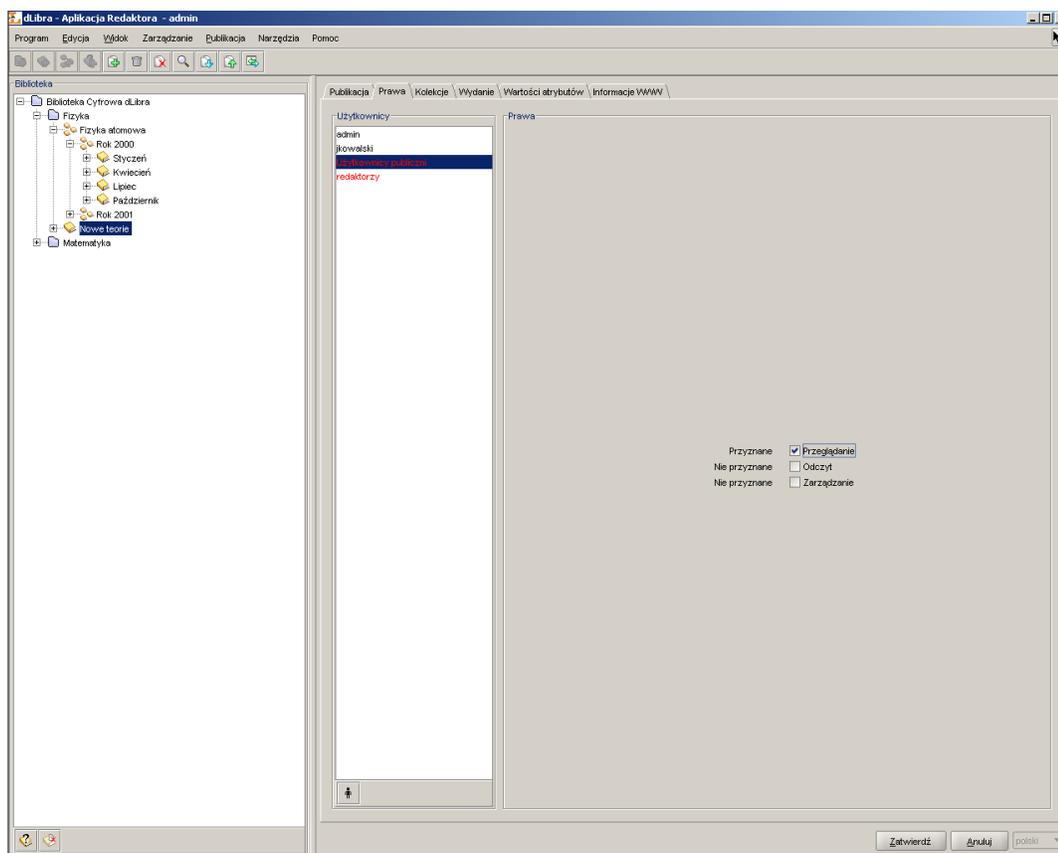 dLibra - Aplikacja Redaktora - admin
Program Edycja Widok Zarządzanie Publikacja Narzędzia Pomoc
Biblioteka
Biblioteka Cyfrowa dLibra
Fizyka
Fizyka atomowa
Rok 2000
Styczeń
Kwiecień
Lipiec
Październik
Rok 2001
Nowe teorie
Matematyka
Publikacja Prawa Kolekcje Wydanie Wartości atrybutów Informacje WWW
Użytkownicy
admin
jkowalski
Użytkownicy publiczni
redaktorzy
Prawa
Przyznane Przeglądanie
Nie przyznane Odczyt
Nie przyznane Zarządzanie
Zatwierdź Anuluj polski